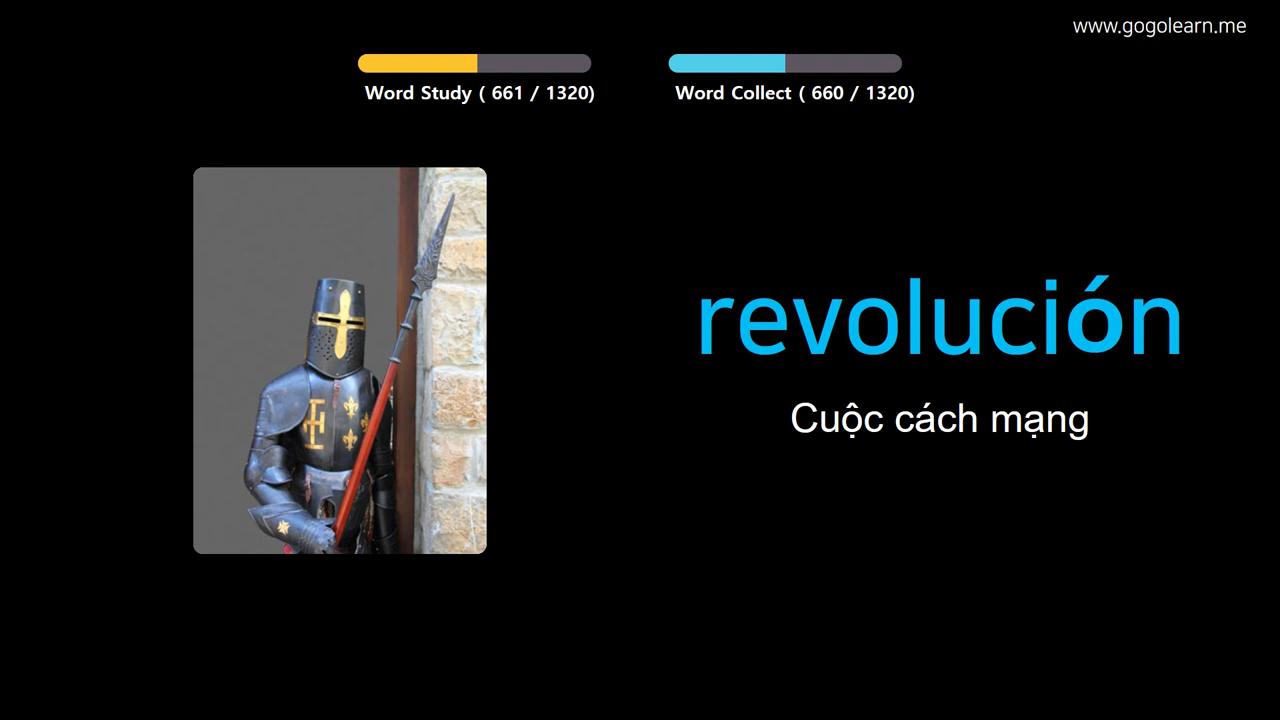 www.gogolearn.me
Word Study ( 661 / 1320)
Word Collect ( 660 / 1320)
revolución
Cuộc cách mạng